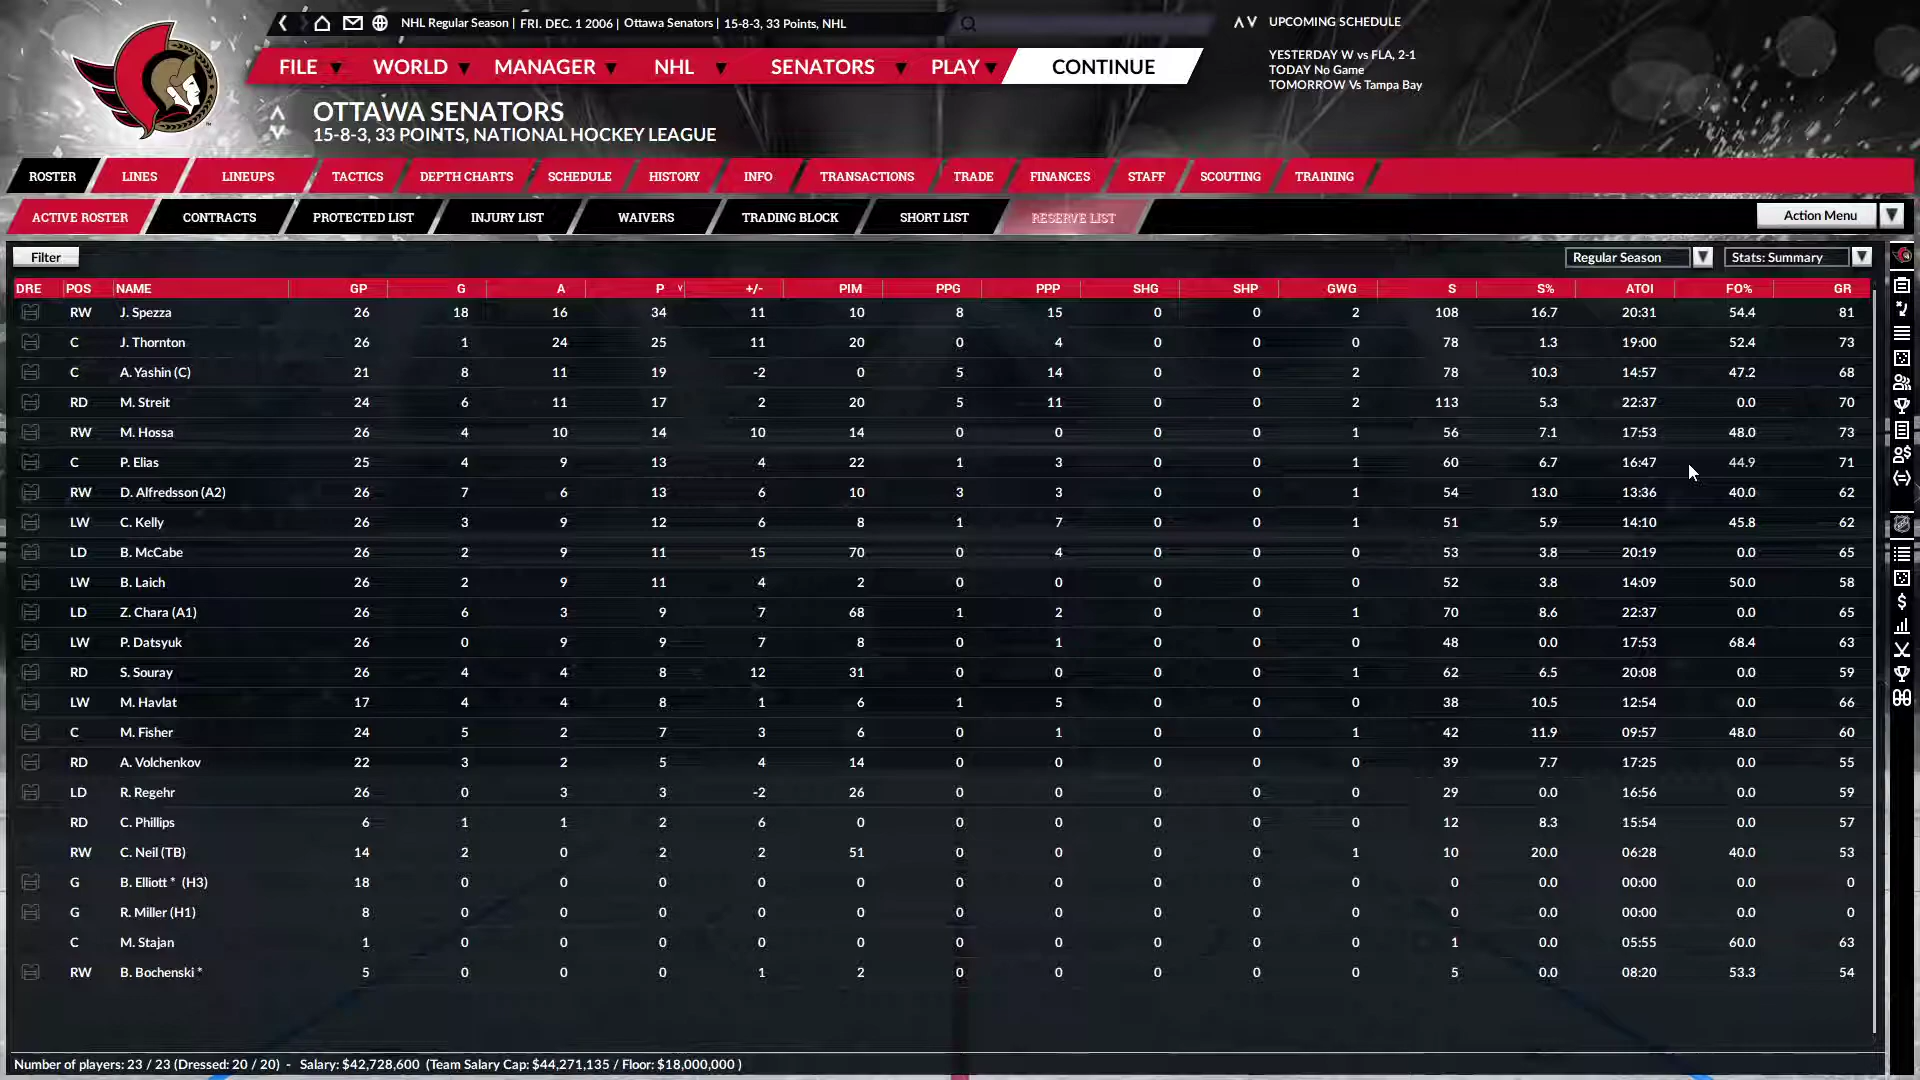 NHL Regular Season | FRI. DEC. 1 2006 | Ottawa Senators | 15-8-3, 33 Points, NHL
UPCOMING SCHEDULE
YESTERDAY W vs FLA, 2-1
TODAY No Game
TOMORROW Vs Tampa Bay
FILE WORLD MANAGER NHL SENATORS PLAY CONTINUE
OTTAWA SENATORS
15-8-3, 33 POINTS, NATIONAL HOCKEY LEAGUE
ROSTER LINES LINEUPS TACTICS DEPTH CHARTS SCHEDULE HISTORY INFO TRANSACTIONS TRADE FINANCES STAFF SCOUTING TRAINING
ACTIVE ROSTER CONTRACTS PROTECTED LIST INJURY LIST WAIVERS TRADING BLOCK SHORT LIST RESERVE LIST Action Menu
Filter Regular Season Stats: Summary
DRE POS NAME GP G A P +/- PIM PPG PPP SHG SHP GWG S S% ATOI FO% GR
RW J. Spezza 26 18 16 34 11 10 8 15 0 0 2 108 16.7 20:31 54.4 81
C J. Thornton 26 1 24 25 11 20 0 4 0 0 0 78 1.3 19:00 52.4 73
C A. Yashin (C) 21 8 11 19 -2 0 5 14 0 0 2 78 10.3 14:57 47.2 68
RD M. Streit 24 6 11 17 2 20 5 11 0 0 2 113 5.3 22:37 0.0 70
RW M. Hossa 26 4 10 14 10 14 0 0 0 0 1 56 7.1 17:53 48.0 73
C P. Elias 25 4 9 13 4 22 1 3 0 0 1 60 6.7 16:47 44.9 71
RW D. Alfredsson (A2) 26 7 6 13 6 10 3 3 0 0 1 54 13.0 13:36 40.0 62
LW C. Kelly 26 3 9 12 6 8 1 7 0 0 1 51 5.9 14:10 45.8 62
LD B. McCabe 26 2 9 11 15 70 0 4 0 0 0 53 3.8 20:19 0.0 65
LW B. Laich 26 2 9 11 4 2 0 0 0 0 0 52 3.8 14:09 50.0 58
LD Z. Chara (A1) 26 6 3 9 7 68 1 2 0 0 1 70 8.6 22:37 0.0 65
LW P. Datsyuk 26 0 9 9 7 8 0 1 0 0 0 48 0.0 17:53 68.4 63
RD S. Souray 26 4 4 8 12 31 0 0 0 0 1 62 6.5 20:08 0.0 59
LW M. Havlat 17 4 4 8 1 6 1 5 0 0 0 38 10.5 12:54 0.0 66
C M. Fisher 24 5 2 7 3 6 0 1 0 0 1 42 11.9 09:57 48.0 60
RD A. Volchenkov 22 3 2 5 4 14 0 0 0 0 0 39 7.7 17:25 0.0 55
LD R. Regehr 26 0 3 3 -2 26 0 0 0 0 0 29 0.0 16:56 0.0 59
RD C. Phillips 6 1 1 2 6 0 0 0 0 0 0 12 8.3 15:54 0.0 57
RW C. Neil (TB) 14 2 0 2 2 51 0 0 0 0 1 10 20.0 06:28 40.0 53
G B. Elliott * (H3) 18 0 0 0 0 0 0 0 0 0 0 0 0.0 00:00 0.0 0
G R. Miller (H1) 8 0 0 0 0 0 0 0 0 0 0 0 0.0 00:00 0.0 0
C M. Stajan 1 0 0 0 0 0 0 0 0 0 0 1 0.0 05:55 60.0 63
RW B. Bochenski * 5 0 0 0 1 2 0 0 0 0 0 5 0.0 08:20 53.3 54
Number of players: 23 / 23 (Dressed: 20 / 20) - Salary: $42,728,600 (Team Salary Cap: $44,271,135 / Floor: $18,000,000 )